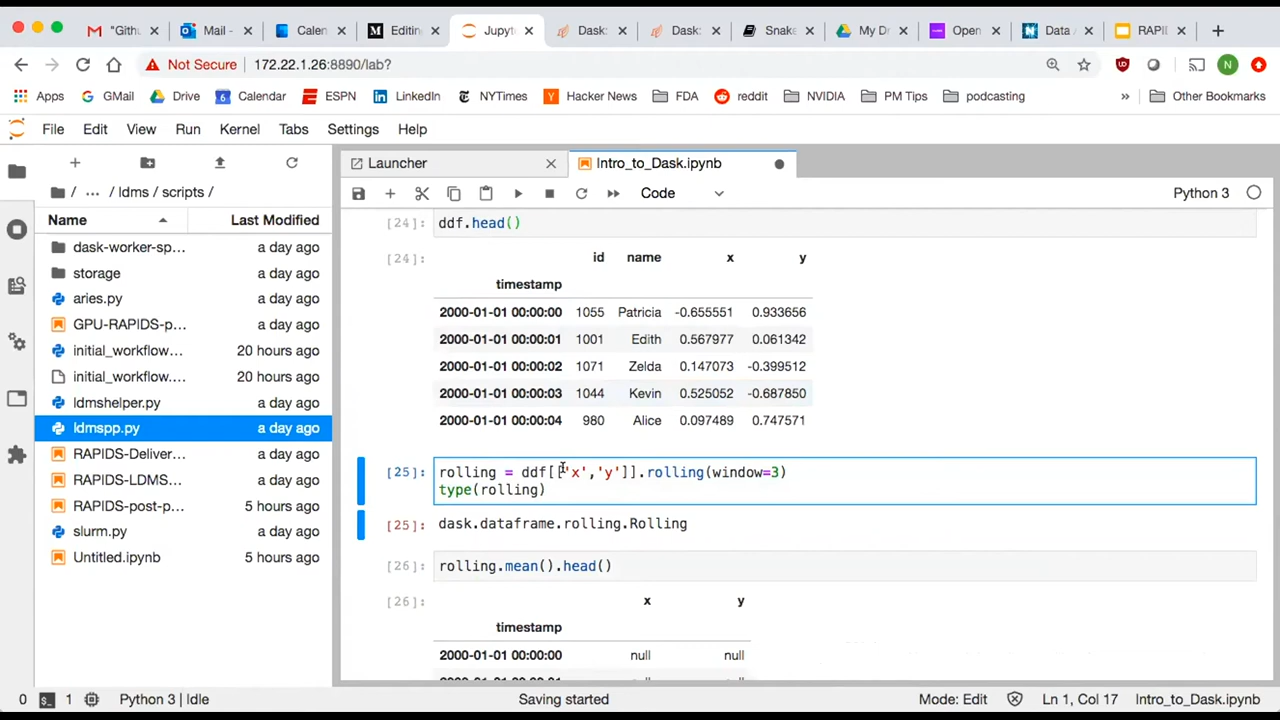 "Githu
Mail -
Calen
Editin
Jupyt
Dask:
Dask:
Snake
My Dr
Open
Data /
RAPID
Not Secure
172.22.1.26:8890/lab?
N
Apps
GMail
Drive
Calendar
ESPN
LinkedIn
NYTimes
Hacker News
FDA
reddit
NVIDIA
PM Tips
podcasting
»
Other Bookmarks
File Edit View Run Kernel Tabs Settings Help
Launcher
Intro_to_Dask.ipynb
/ ... / ldms / scripts /
Code
Python 3
Name Last Modified
dask-worker-sp... a day ago
storage a day ago
aries.py a day ago
GPU-RAPIDS-p... a day ago
initial_workflow... 20 hours ago
initial_workflow.... 20 hours ago
ldmshelper.py a day ago
ldmspp.py a day ago
RAPIDS-Deliver... a day ago
RAPIDS-LDMS... a day ago
RAPIDS-post-p... 5 hours ago
slurm.py a day ago
Untitled.ipynb 5 hours ago
[24]: ddf.head()
[24]: id name x y
timestamp
2000-01-01 00:00:00 1055 Patricia -0.655551 0.933656
2000-01-01 00:00:01 1001 Edith 0.567977 0.061342
2000-01-01 00:00:02 1071 Zelda 0.147073 -0.399512
2000-01-01 00:00:03 1044 Kevin 0.525052 -0.687850
2000-01-01 00:00:04 980 Alice 0.097489 0.747571
[25]: rolling = ddf[['x','y']].rolling(window=3)
type(rolling)
[25]: dask.dataframe.rolling.Rolling
[26]: rolling.mean().head()
[26]: x y
timestamp
2000-01-01 00:00:00 null null
0 1 Python 3 | Idle
Saving started
Mode: Edit
Ln 1, Col 17
Intro_to_Dask.ipynb